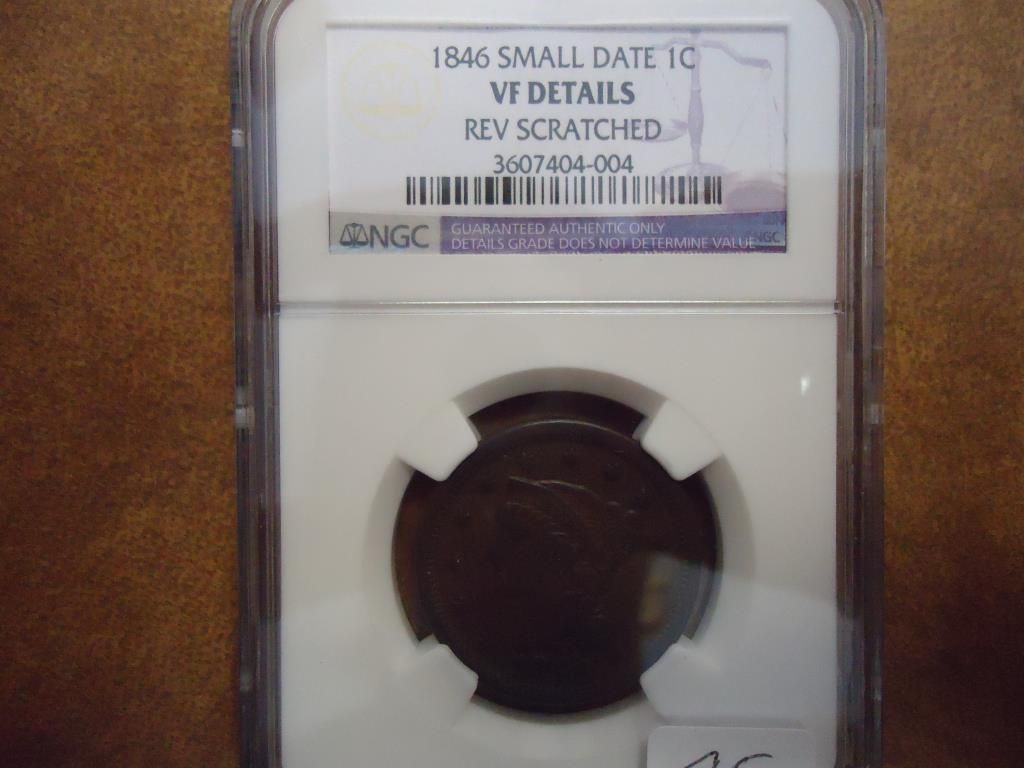 1846 SMALL DATE 1C
VF DETAILS
REV SCRATCHED
3607404-004
NGC
GUARANTEED AUTHENTIC ONLY
DETAILS GRADE DOES NOT DETERMINE VALUE
NGC